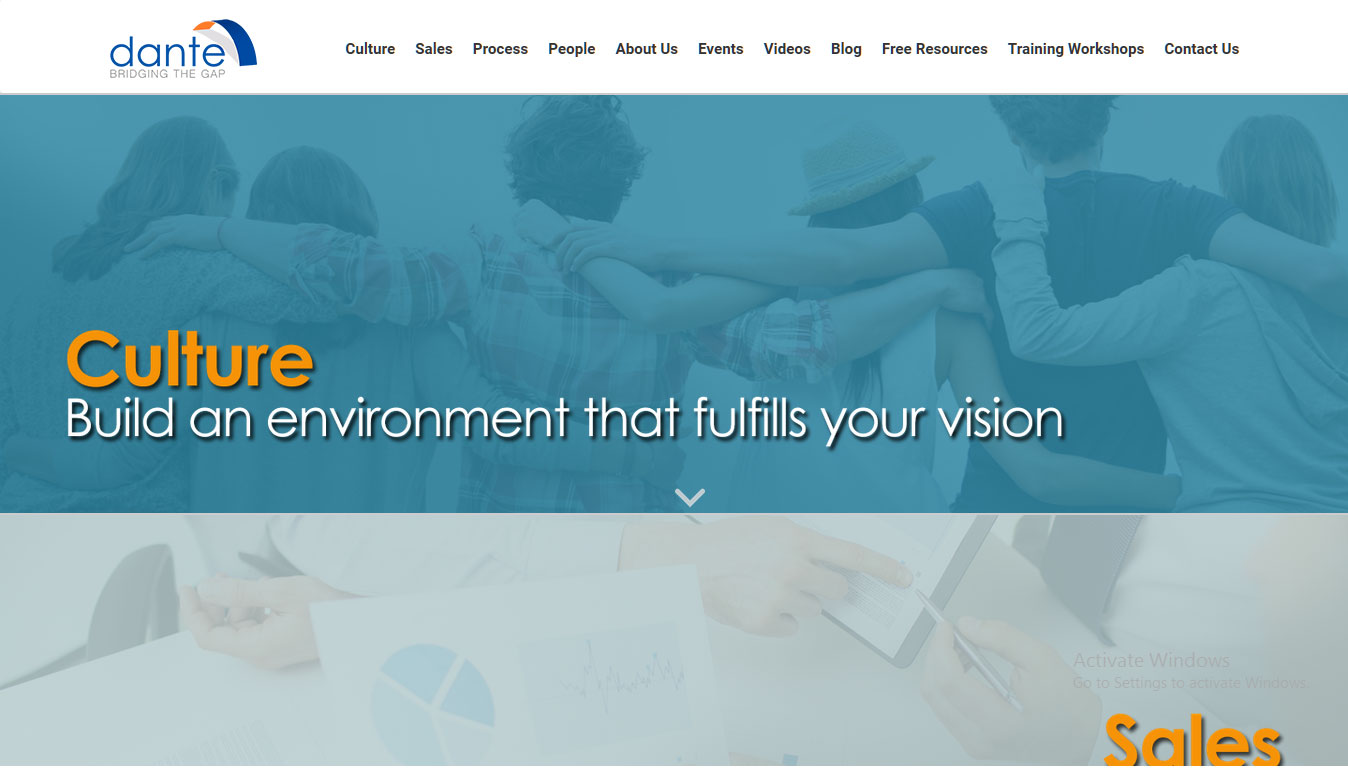 dante
BRIDGING THE GAP
Culture Sales Process People About Us Events Videos Blog Free Resources Training Workshops Contact Us
Culture
Build an environment that fulfills your vision
Activate Windows
Go to Settings to activate Windows.
Sales